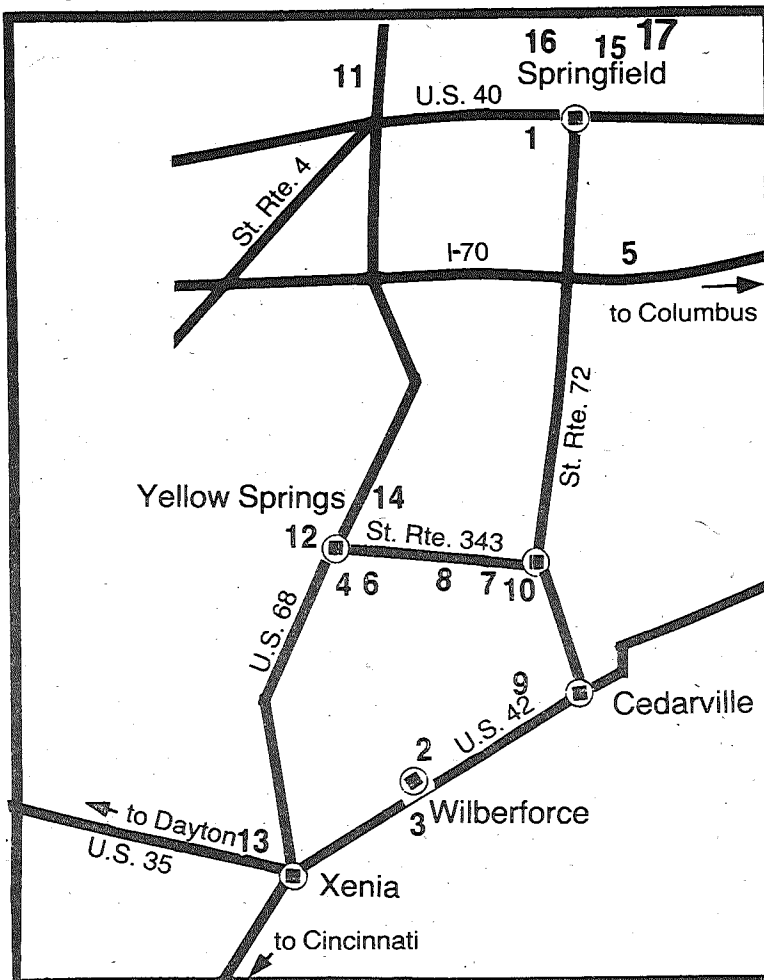 16 15 17
Springfield
11
U.S. 40
1
St. Rte. 4
I-70
5
to Columbus
St. Rte. 72
Yellow Springs 14
12 St. Rte. 343
4 6 8 7 10
U.S. 68
9
Cedarville
U.S. 42
2
Wilberforce
3
to Dayton 13
U.S. 35
Xenia
to Cincinnati